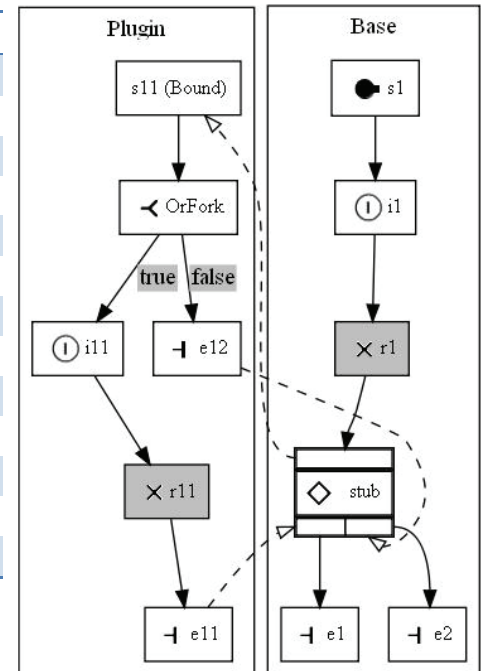 Plugin
Base
s11 (Bound)
s1
OrFork
i1
true
false
i11
e12
r1
r11
stub
e11
e1
e2